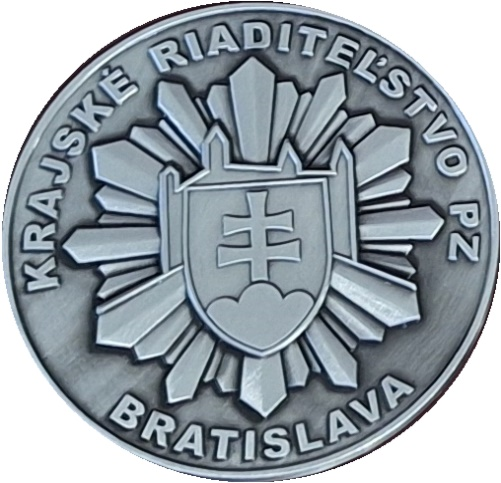 KRAJSKÉ RIADITEĽSTVO PZ
BRATISLAVA